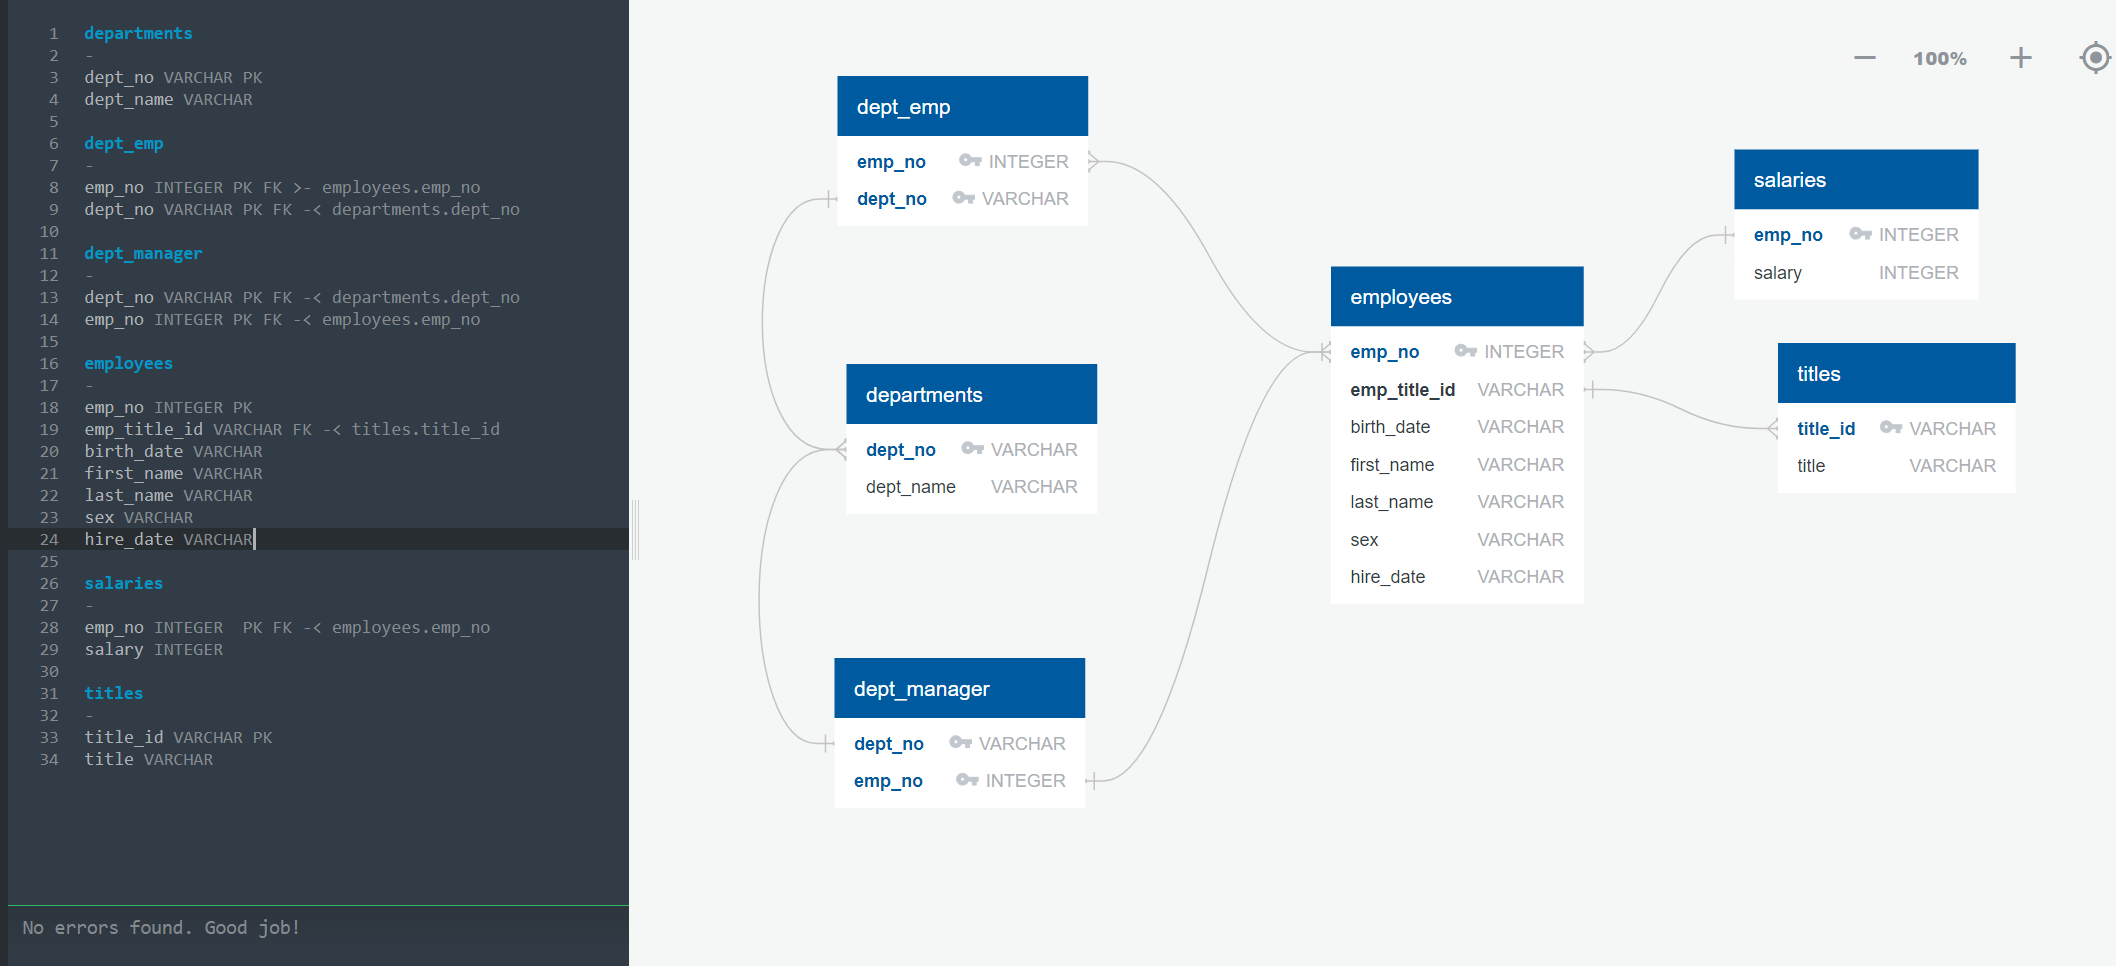 1 departments
2 -
3 dept_no VARCHAR PK
4 dept_name VARCHAR
5
6 dept_emp
7 -
8 emp_no INTEGER PK FK >- employees.emp_no
9 dept_no VARCHAR PK FK -< departments.dept_no
10
11 dept_manager
12 -
13 dept_no VARCHAR PK FK -< departments.dept_no
14 emp_no INTEGER PK FK -< employees.emp_no
15
16 employees
17 -
18 emp_no INTEGER PK
19 emp_title_id VARCHAR FK -< titles.title_id
20 birth_date VARCHAR
21 first_name VARCHAR
22 last_name VARCHAR
23 sex VARCHAR
24 hire_date VARCHAR
25
26 salaries
27 -
28 emp_no INTEGER  PK FK -< employees.emp_no
29 salary INTEGER
30
31 titles
32 -
33 title_id VARCHAR PK
34 title VARCHAR
No errors found. Good job!
100%
dept_emp
emp_no INTEGER
dept_no VARCHAR
departments
dept_no VARCHAR
dept_name VARCHAR
dept_manager
dept_no VARCHAR
emp_no INTEGER
employees
emp_no INTEGER
emp_title_id VARCHAR
birth_date VARCHAR
first_name VARCHAR
last_name VARCHAR
sex VARCHAR
hire_date VARCHAR
salaries
emp_no INTEGER
salary INTEGER
titles
title_id VARCHAR
title VARCHAR